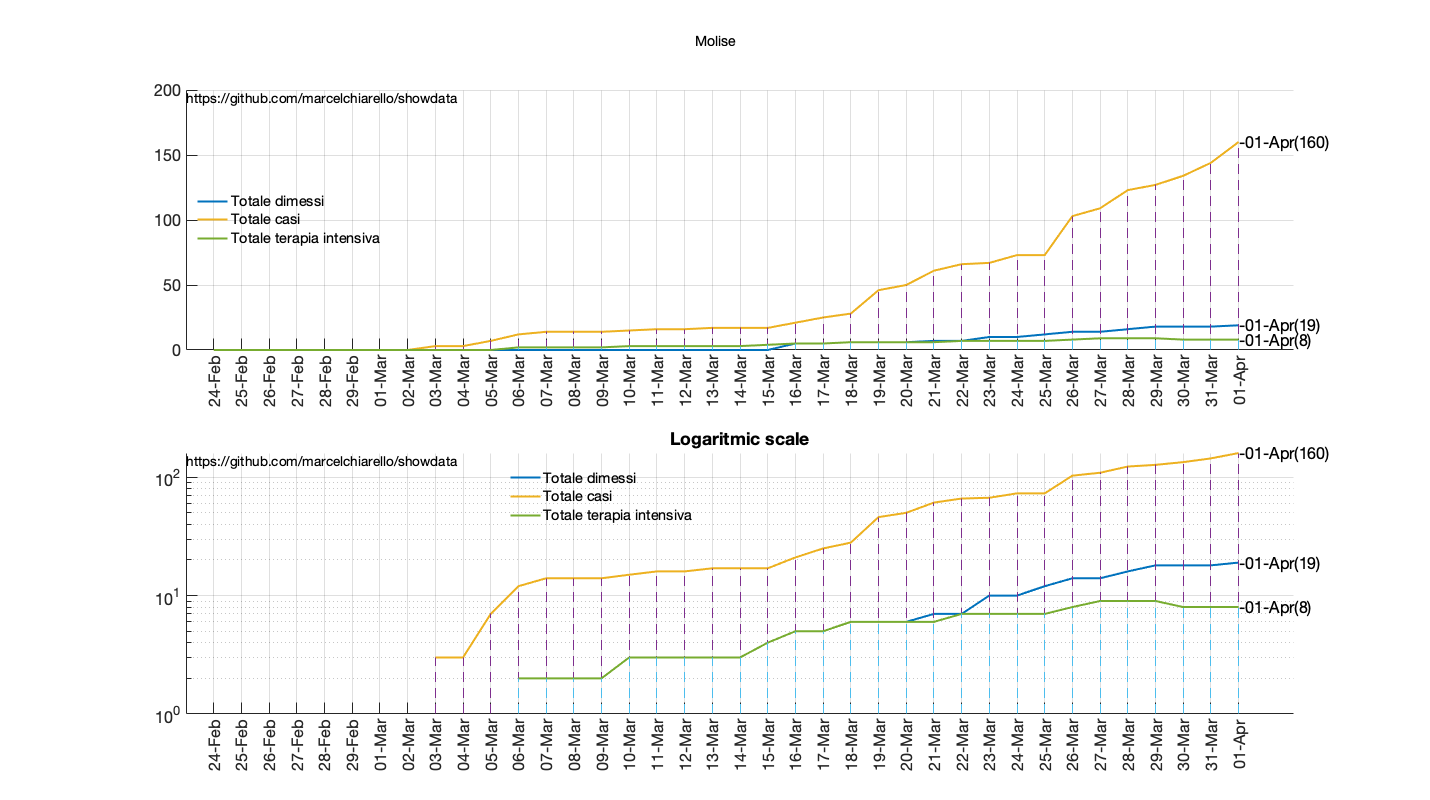 Molise
200
https://github.com/marcelchiarello/showdata
150
100
50
0
Totale dimessi
Totale casi
Totale terapia intensiva
-01-Apr(160)
-01-Apr(19)
-01-Apr(8)
24-Feb 25-Feb 26-Feb 27-Feb 28-Feb 29-Feb 01-Mar 02-Mar 03-Mar 04-Mar 05-Mar 06-Mar 07-Mar 08-Mar 09-Mar 10-Mar 11-Mar 12-Mar 13-Mar 14-Mar 15-Mar 16-Mar 17-Mar 18-Mar 19-Mar 20-Mar 21-Mar 22-Mar 23-Mar 24-Mar 25-Mar 26-Mar 27-Mar 28-Mar 29-Mar 30-Mar 31-Mar 01-Apr
Logaritmic scale
https://github.com/marcelchiarello/showdata
10²
10¹
10⁰
Totale dimessi
Totale casi
Totale terapia intensiva
-01-Apr(160)
-01-Apr(19)
-01-Apr(8)
24-Feb 25-Feb 26-Feb 27-Feb 28-Feb 29-Feb 01-Mar 02-Mar 03-Mar 04-Mar 05-Mar 06-Mar 07-Mar 08-Mar 09-Mar 10-Mar 11-Mar 12-Mar 13-Mar 14-Mar 15-Mar 16-Mar 17-Mar 18-Mar 19-Mar 20-Mar 21-Mar 22-Mar 23-Mar 24-Mar 25-Mar 26-Mar 27-Mar 28-Mar 29-Mar 30-Mar 31-Mar 01-Apr